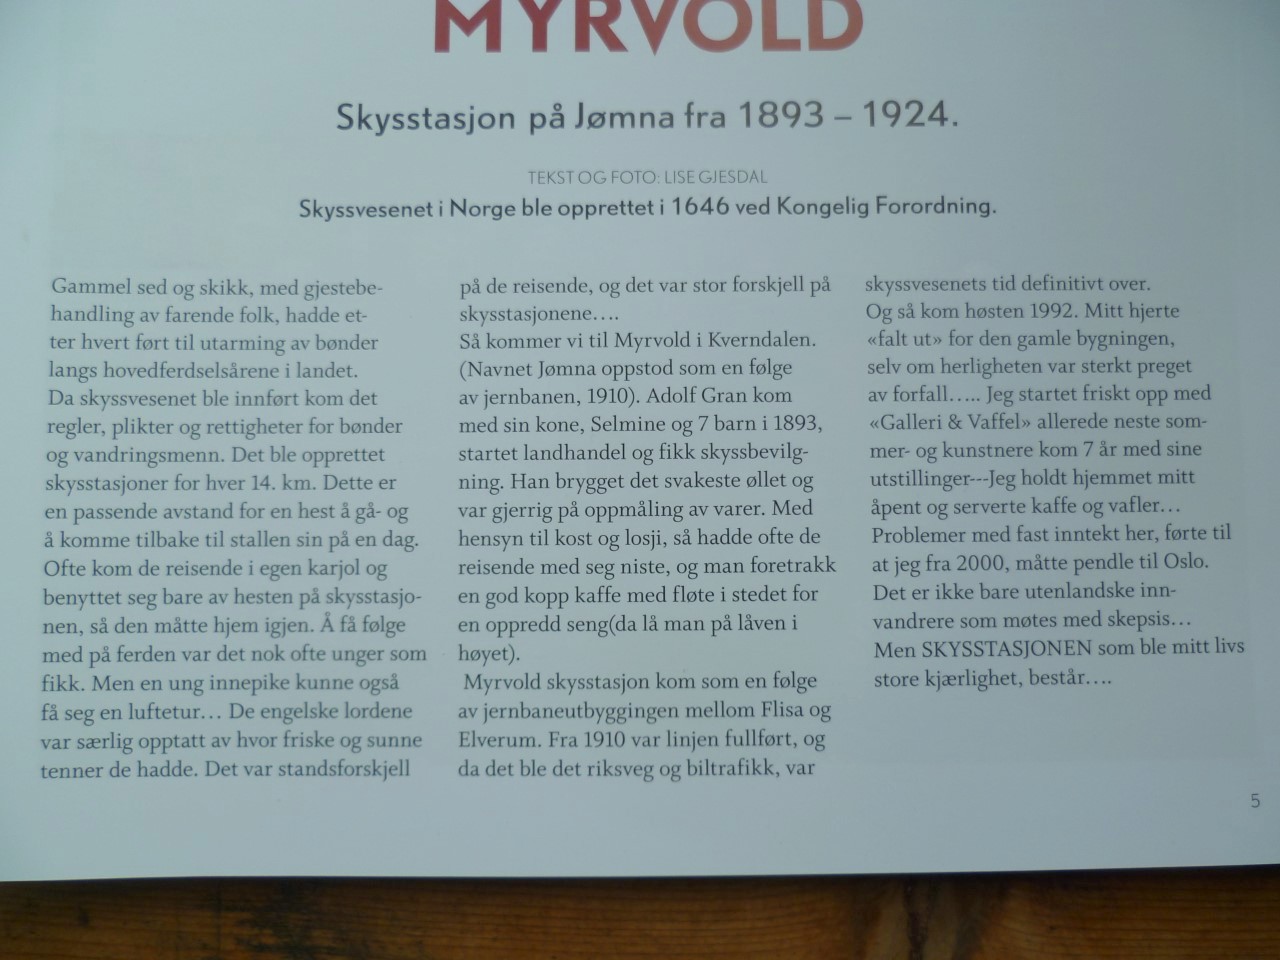 MYRVOLD
Skysstasjon på Jømna fra 1893 – 1924.
TEKST OG FOTO: LISE GJESDAL
Skyssvesenet i Norge ble opprettet i 1646 ved Kongelig Forordning.
Gammel sed og skikk, med gjestebe-
handling av farende folk, hadde et-
ter hvert ført til utarming av bønder
langs hovedferdselsårene i landet.
Da skyssvesenet ble innført kom det
regler, plikter og rettigheter for bønder
og vandringsmenn. Det ble opprettet
skysstasjoner for hver 14. km. Dette er
en passende avstand for en hest å gå- og
å komme tilbake til stallen sin på en dag.
Ofte kom de reisende i egen karjol og
benyttet seg bare av hesten på skysstasjo-
nen, så den måtte hjem igjen. Å få følge
med på ferden var det nok ofte unger som
fikk. Men en ung innepike kunne også
få seg en luftetur… De engelske lordene
var særlig opptatt av hvor friske og sunne
tenner de hadde. Det var standsforskjell
på de reisende, og det var stor forskjell på
skysstasjonene….
Så kommer vi til Myrvold i Kverndalen.
(Navnet Jømna oppstod som en følge
av jernbanen, 1910). Adolf Gran kom
med sin kone, Selmine og 7 barn i 1893,
startet landhandel og fikk skyssbevilg-
ning. Han brygget det svakeste øllet og
var gjerrig på oppmåling av varer. Med
hensyn til kost og losji, så hadde ofte de
reisende med seg niste, og man foretrakk
en god kopp kaffe med fløte i stedet for
en oppredd seng(da lå man på låven i
høyet).
Myrvold skysstasjon kom som en følge
av jernbaneutbyggingen mellom Flisa og
Elverum. Fra 1910 var linjen fullført, og
da det ble det riksveg og biltrafikk, var
skyssvesenets tid definitivt over.
Og så kom høsten 1992. Mitt hjerte
«falt ut» for den gamle bygningen,
selv om herligheten var sterkt preget
av forfall….. Jeg startet friskt opp med
«Galleri & Vaffel» allerede neste som-
mer- og kunstnere kom 7 år med sine
utstillinger---Jeg holdt hjemmet mitt
åpent og serverte kaffe og vafler…
Problemer med fast inntekt her, førte til
at jeg fra 2000, måtte pendle til Oslo.
Det er ikke bare utenlandske inn-
vandrere som møtes med skepsis…
Men SKYSSTASJONEN som ble mitt livs
store kjærlighet, består….
5